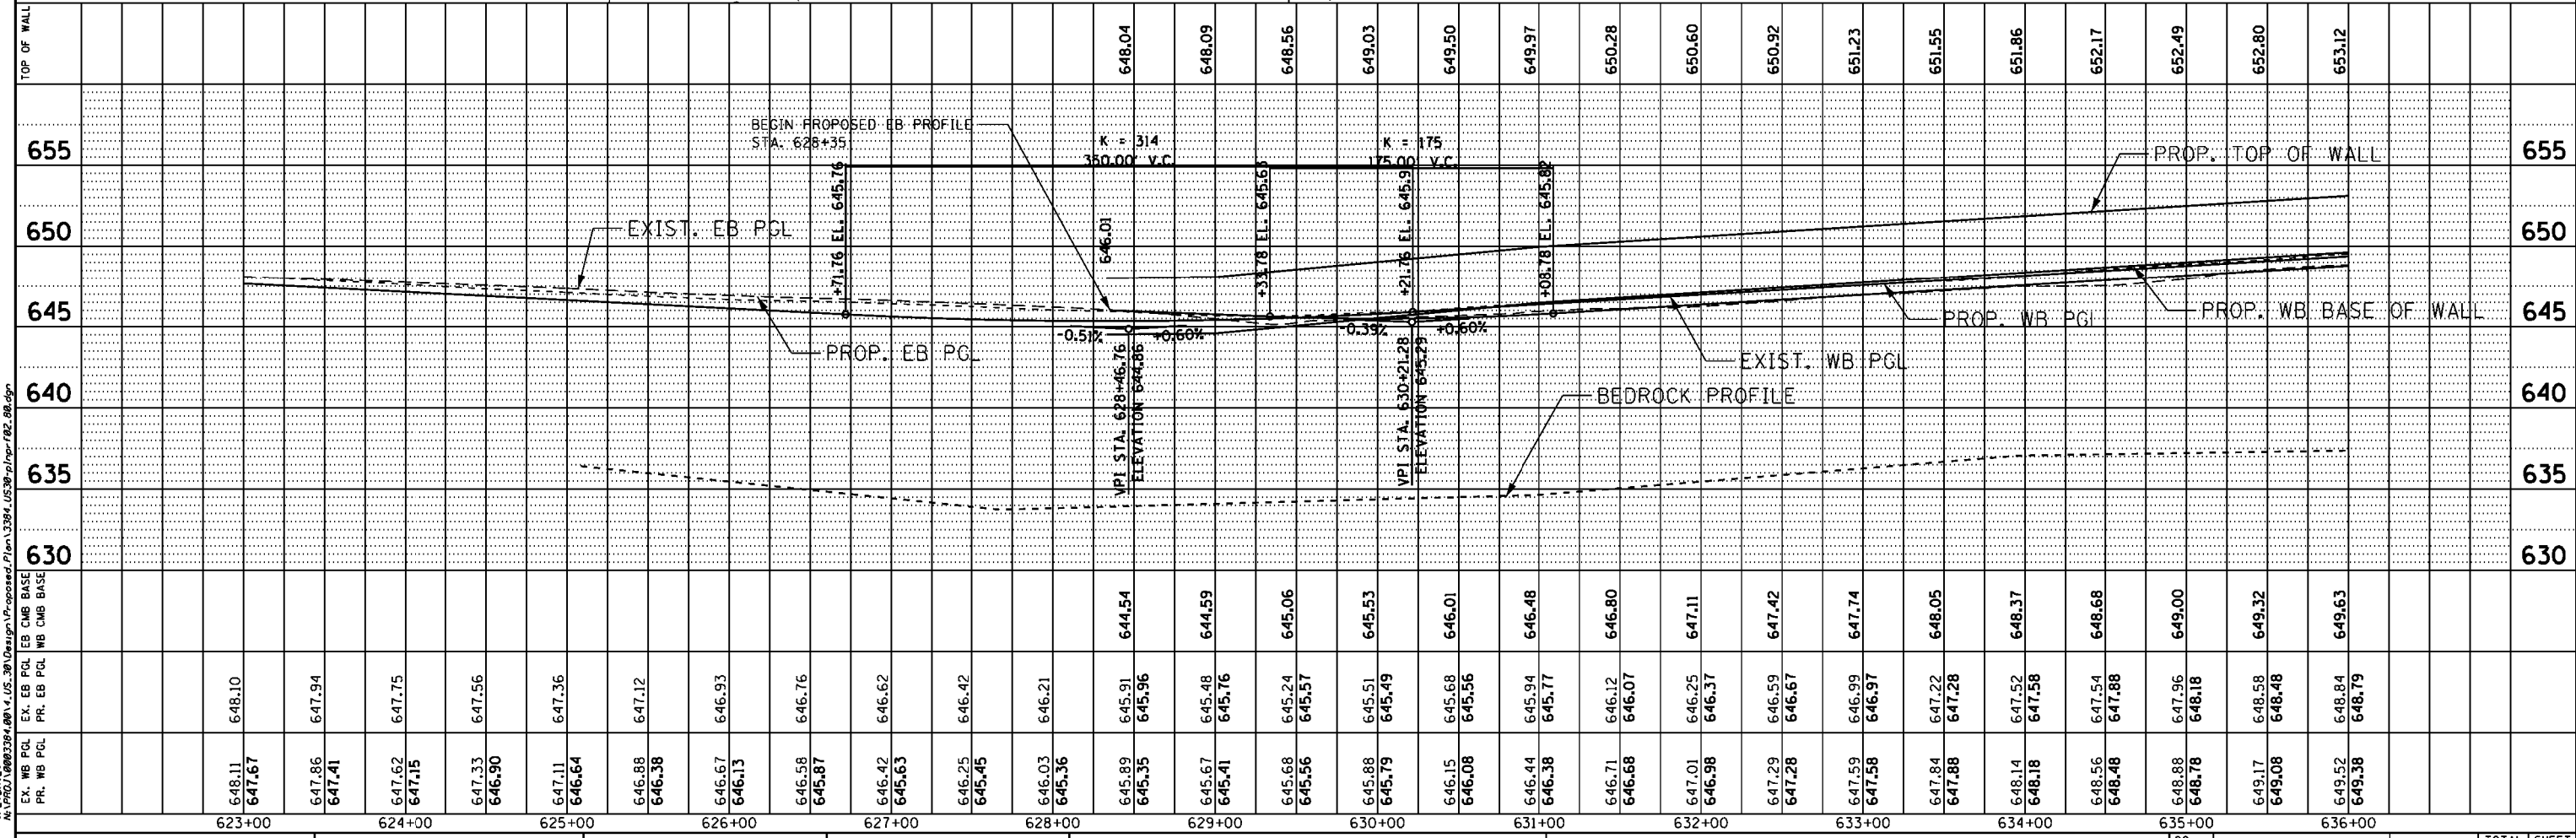 TOP OF WALL
648.04 648.09 648.56 649.03 649.50 649.97 650.28 650.60 650.92 651.23 651.55 651.86 652.17 652.49 652.80 653.12
BEGIN PROPOSED EB PROFILE
STA. 628+35
K = 314
350.00' V.C.
K = 175
175.00' V.C.
655 655
PROP. TOP OF WALL
+71.76 EL. 645.76
+33.78 EL. 645.63
+21.76 EL. 645.9
+08.78 EL. 645.82
646.01
EXIST. EB PGL
650 650
645 645
PROP. EB PGL
-0.51% +0.60%
-0.39% +0.60%
PROP. WB PGL
PROP. WB BASE OF WALL
EXIST. WB PGL
VPI STA. 628+46.76
ELEVATION 644.86
VPI STA. 630+21.28
ELEVATION 645.29
640 640
BEDROCK PROFILE
635 635
630 630
EB CMB BASE
WB CMB BASE
644.54 644.59 645.06 645.53 646.01 646.48 646.80 647.11 647.42 647.74 648.05 648.37 648.68 649.00 649.32 649.63
EX. EB PGL
648.10 647.94 647.75 647.56 647.36 647.12 646.93 646.76 646.62 646.42 646.21 645.91 645.48 645.24 645.51 645.68 645.94 646.12 646.25 646.59 646.99 647.22 647.52 647.54 647.96 648.58 648.84
PR. EB PGL
645.96 645.76 645.57 645.49 645.56 645.77 646.07 646.37 646.67 646.97 647.28 647.58 647.88 648.18 648.48 648.79
EX. WB PGL
648.11 647.86 647.62 647.33 647.11 646.88 646.67 646.58 646.42 646.25 646.03 645.89 645.67 645.68 645.88 646.15 646.44 646.71 647.01 647.29 647.59 647.84 648.14 648.56 648.88 649.17 649.52
PR. WB PGL
647.67 647.41 647.15 646.90 646.64 646.38 646.13 645.87 645.63 645.45 645.36 645.35 645.41 645.56 645.79 646.08 646.38 646.68 646.98 647.28 647.58 647.88 648.18 648.48 648.78 649.08 649.38
623+00 624+00 625+00 626+00 627+00 628+00 629+00 630+00 631+00 632+00 633+00 634+00 635+00 636+00